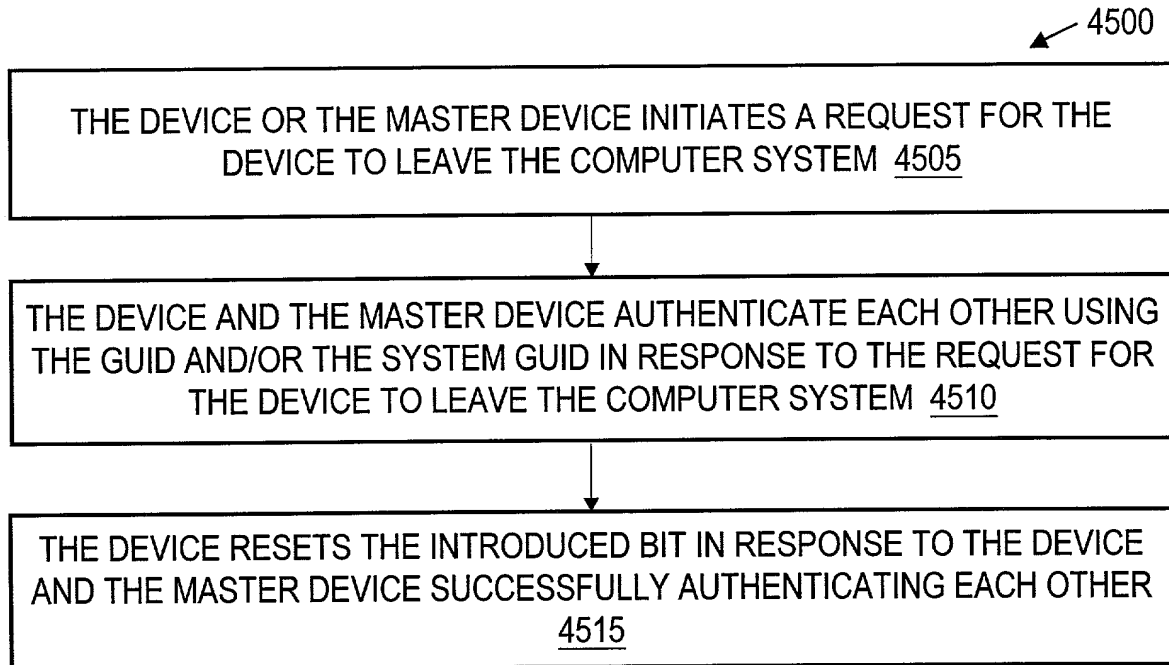 4500
THE DEVICE OR THE MASTER DEVICE INITIATES A REQUEST FOR THE
DEVICE TO LEAVE THE COMPUTER SYSTEM 4505
THE DEVICE AND THE MASTER DEVICE AUTHENTICATE EACH OTHER USING
THE GUID AND/OR THE SYSTEM GUID IN RESPONSE TO THE REQUEST FOR
THE DEVICE TO LEAVE THE COMPUTER SYSTEM 4510
THE DEVICE RESETS THE INTRODUCED BIT IN RESPONSE TO THE DEVICE
AND THE MASTER DEVICE SUCCESSFULLY AUTHENTICATING EACH OTHER
4515